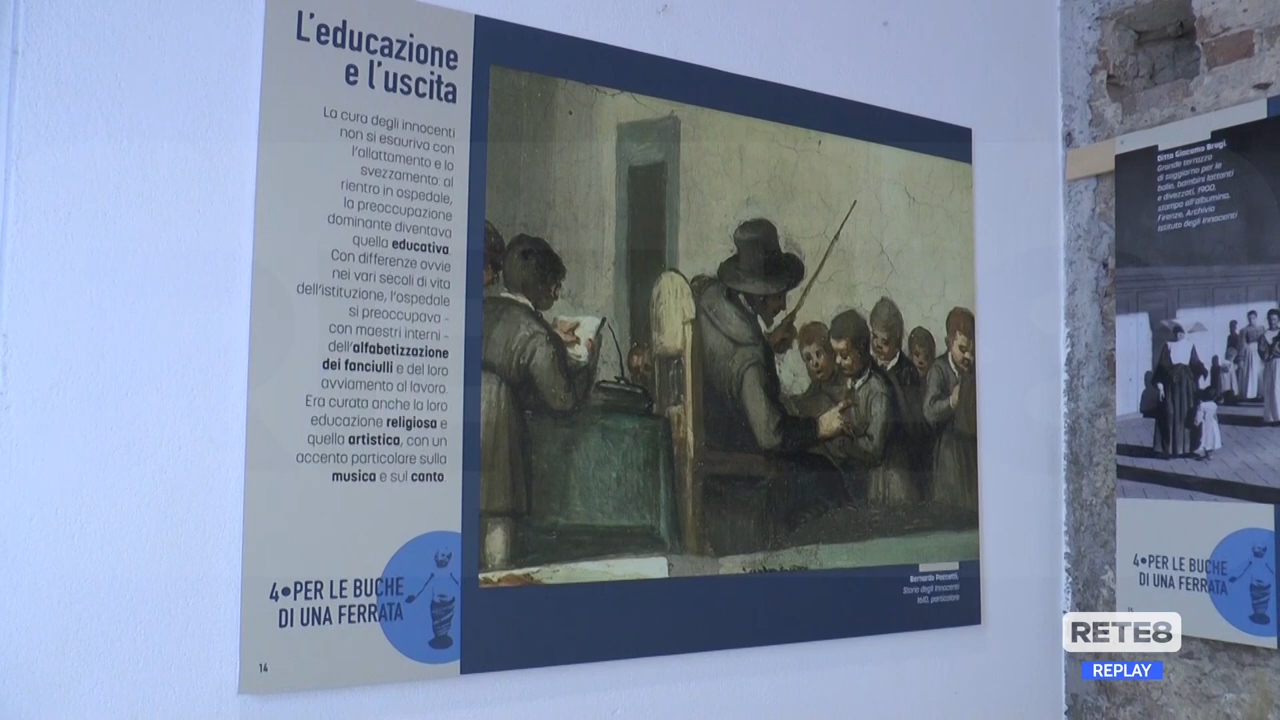 L'educazione
e l'uscita
La cura degli innocenti
non si esauriva con
l'allattamento e lo
svezzamento: al
rientro in ospedale,
la preoccupazione
dominante diventava
quella educativa.
Con differenze ovvie
nei vari secoli di vita
dell'istituzione, l'ospedale
si preoccupava -
con maestri interni -
dell'alfabetizzazione
dei fanciulli e del loro
avviamento al lavoro.
Era curata anche la loro
educazione religiosa e
quella artistica, con un
accento particolare sulla
musica e sul canto.
4•PER LE BUCHE
DI UNA FERRATA
14
Bernardo Poccetti,
Storie degli Innocenti
1610, particolare
Ditta Giacomo Brogi,
Grande terrazzo
di soggiorno per le
balie, bambini lattanti
e divezzati, 1900,
stampa all'albumina,
Firenze, Archivio
Istituto degli Innocenti
4•PER LE BUCHE
DI UNA FERRATA
RETE8
REPLAY